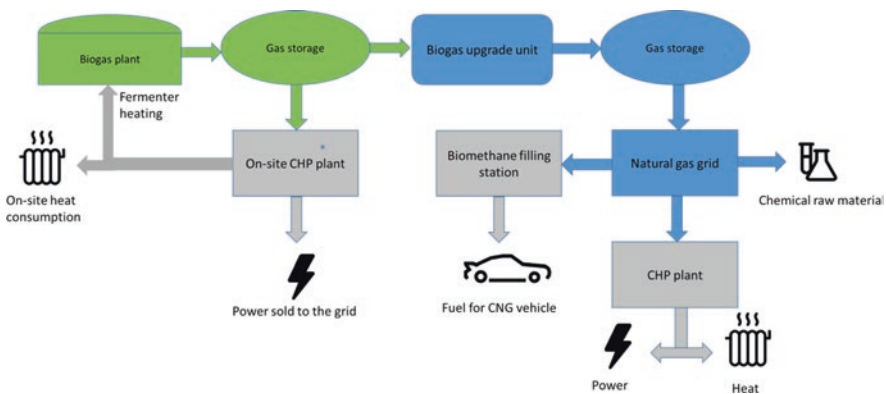 Biogas plant
Gas storage
Biogas upgrade unit
Gas storage
Fermenter
heating
On-site CHP plant
*
Biomethane filling
station
Natural gas grid
On-site heat
consumption
Chemical raw material
Power sold to the grid
Fuel for CNG vehicle
CHP plant
Power
Heat